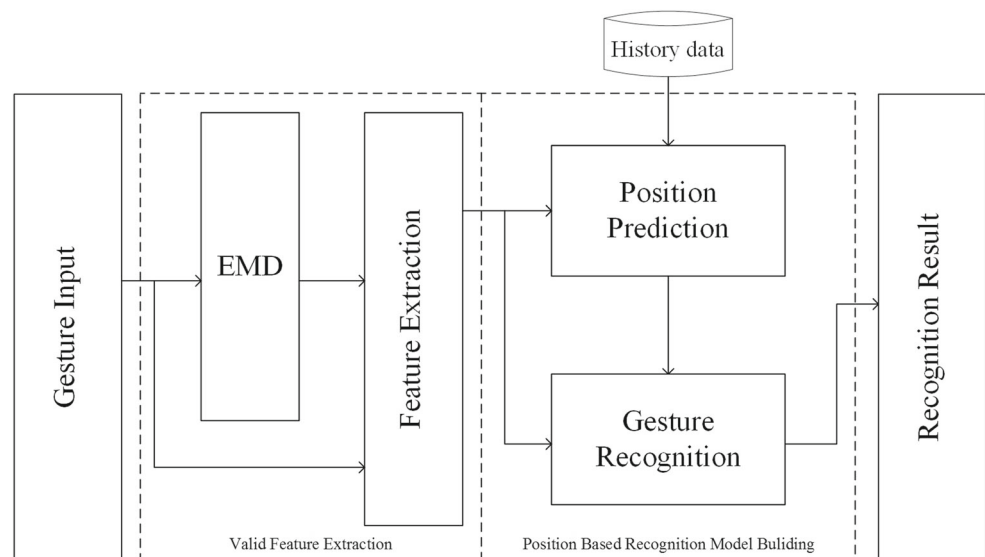 History data
Gesture Input
EMD
Feature Extraction
Position
Prediction
Gesture
Recognition
Recognition Result
Valid Feature Extraction
Position Based Recognition Model Buliding